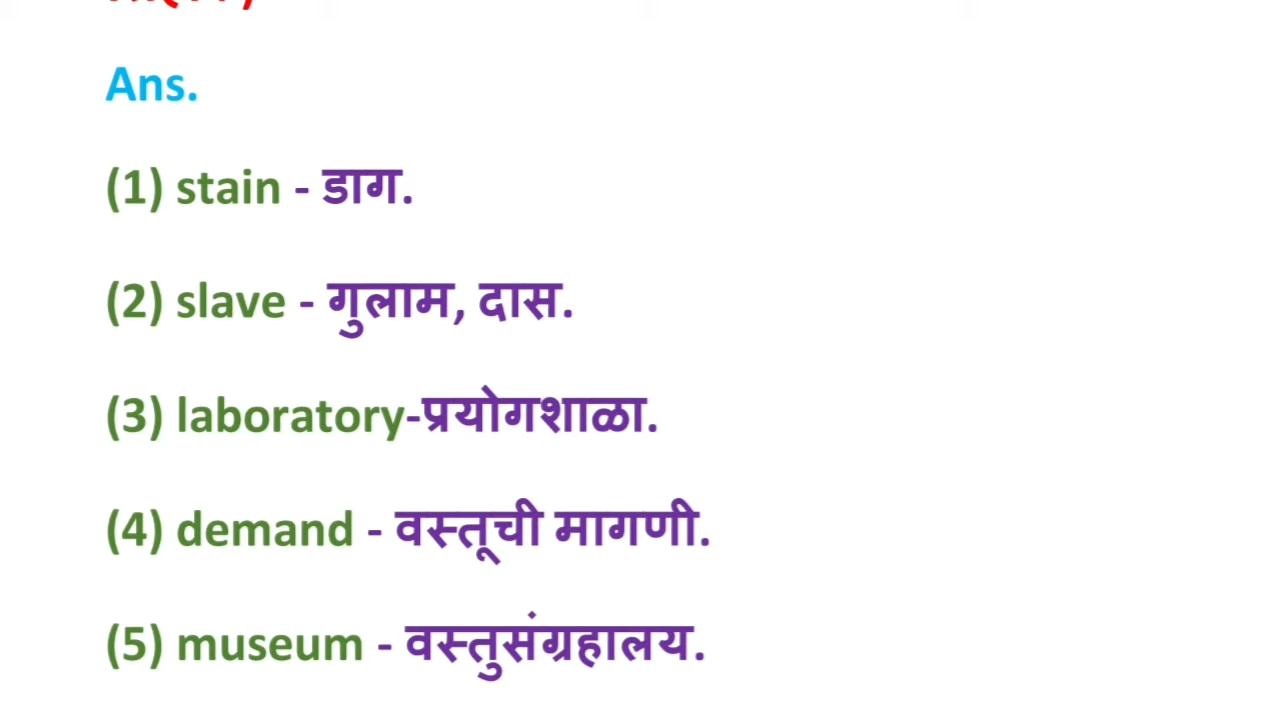 Ans.
(1) stain - डाग.
(2) slave - गुलाम, दास.
(3) laboratory-प्रयोगशाळा.
(4) demand - वस्तूची मागणी.
(5) museum - वस्तुसंग्रहालय.